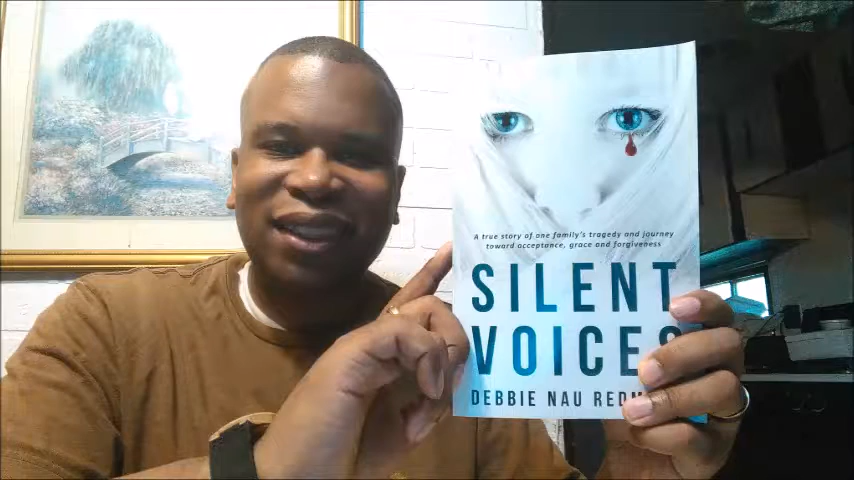 A true story of one family's tragedy and journey
toward acceptance, grace and forgiveness
SILENT
VOICES
DEBBIE NAU